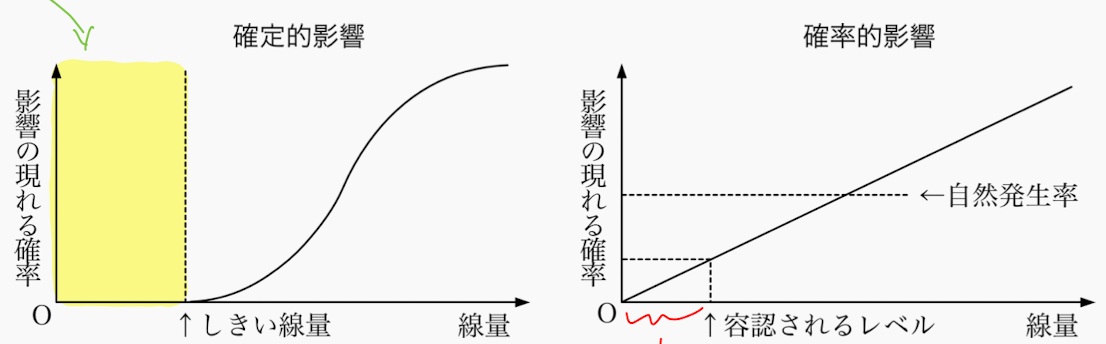 確定的影響
影響の現れる確率
O
↑しきい線量
線量
確率的影響
影響の現れる確率
←自然発生率
O
↑容認されるレベル
線量